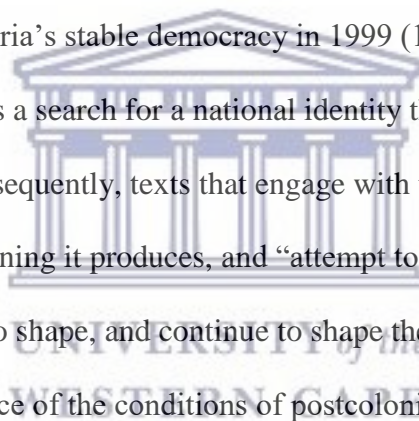 ria’s stable democracy in 1999 (1
s a search for a national identity t
sequently, texts that engage with
ning it produces, and “attempt to
o shape, and continue to shape the
UNIVERSITY of the
WESTERN CAPE
ce of the conditions of postcoloni